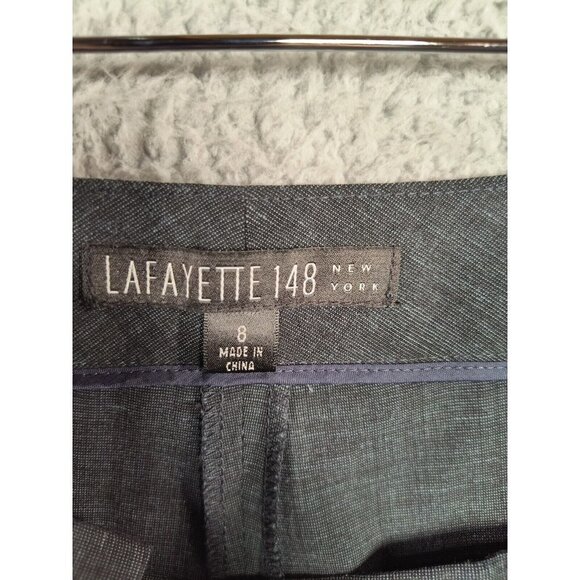 LAFAYETTE 148 NEW YORK
8
MADE IN
CHINA